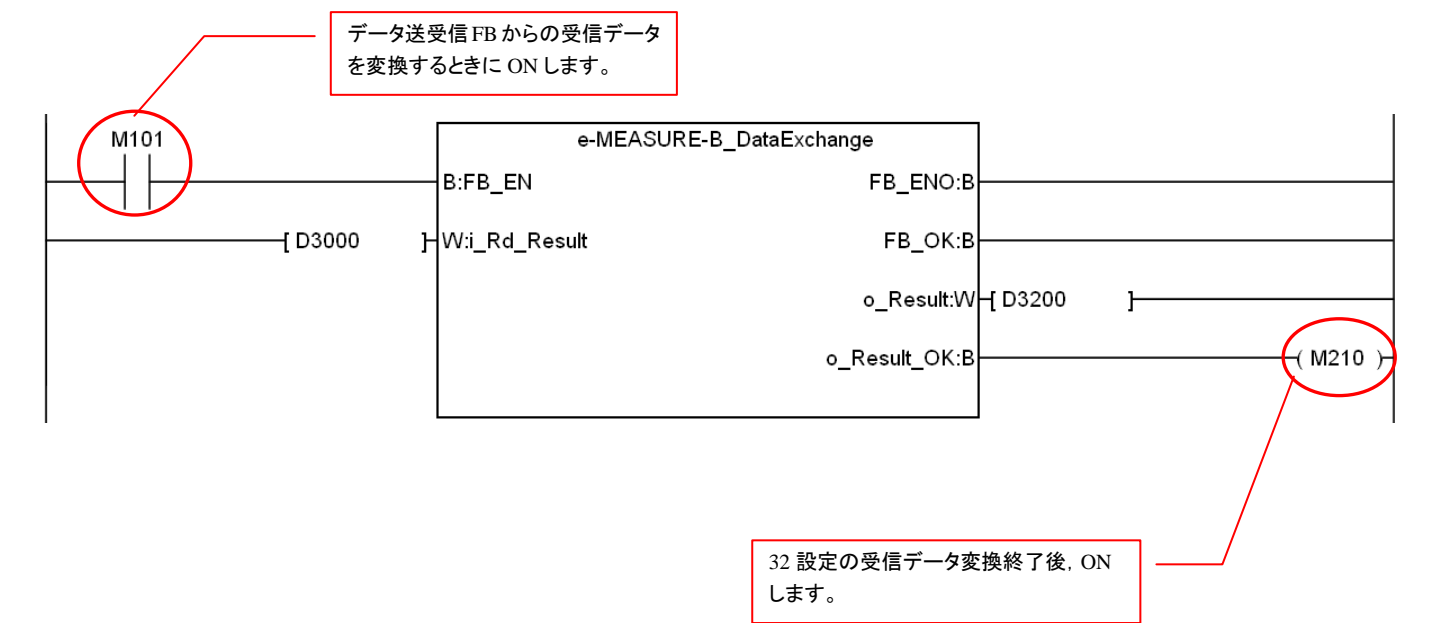 データ送受信 FB からの受信データ
を変換するときに ON します。
M101
e-MEASURE-B_DataExchange
B:FB_EN
FB_ENO:B
[ D3000 ]
W:i_Rd_Result
FB_OK:B
o_Result:W
[ D3200 ]
o_Result_OK:B
( M210 )
32 設定の受信データ変換終了後, ON
します。